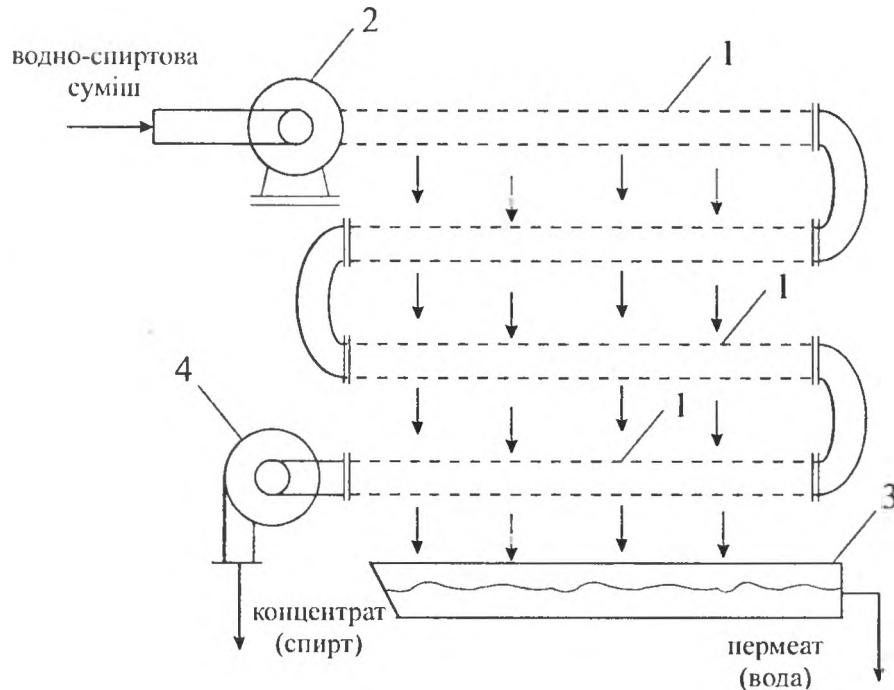 2
1
водно-спиртова
суміш
1
4
1
3
концентрат
(спирт)
пермеат
(вода)